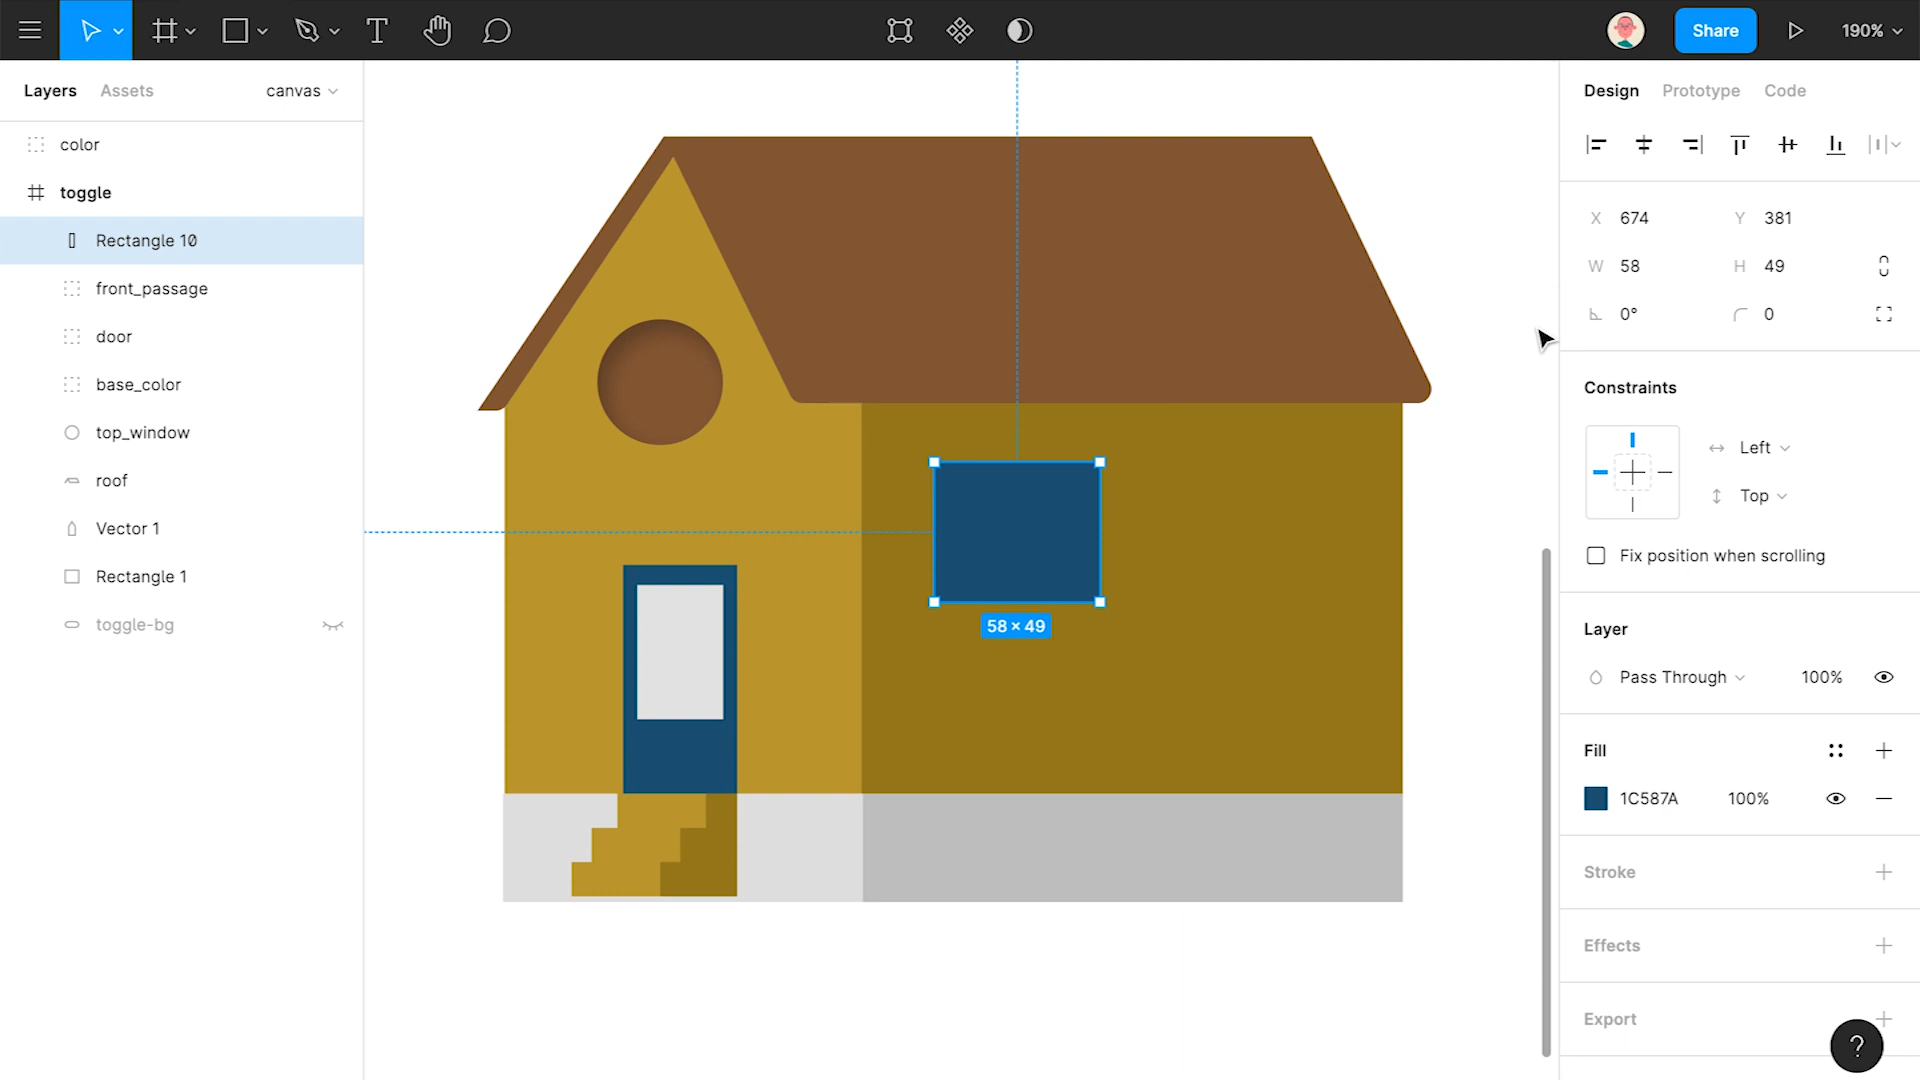 Share
190%
Layers
Assets
canvas
color
toggle
Rectangle 10
front_passage
door
base_color
top_window
roof
Vector 1
Rectangle 1
toggle-bg
58 × 49
Design
Prototype
Code
X 674
Y 381
W 58
H 49
0°
0
Constraints
Left
Top
Fix position when scrolling
Layer
Pass Through
100%
Fill
1C587A
100%
Stroke
Effects
Export
?